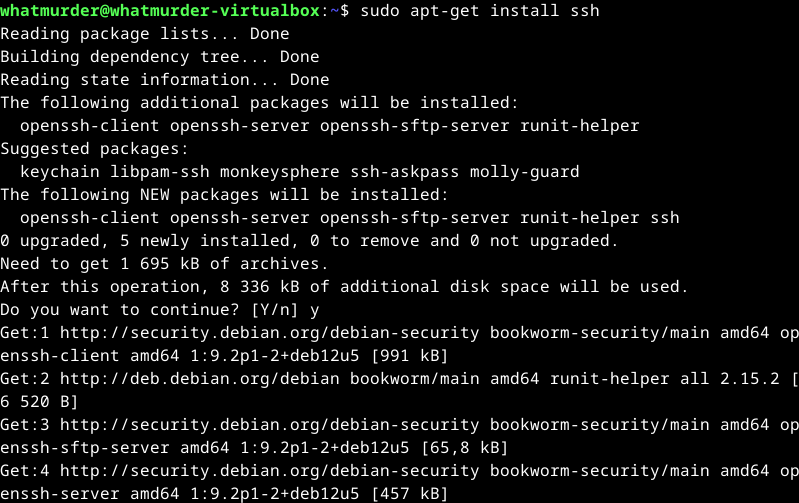 whatmurder@whatmurder-virtualbox:~$ sudo apt-get install ssh
Reading package lists... Done
Building dependency tree... Done
Reading state information... Done
The following additional packages will be installed:
  openssh-client openssh-server openssh-sftp-server runit-helper
Suggested packages:
  keychain libpam-ssh monkeysphere ssh-askpass molly-guard
The following NEW packages will be installed:
  openssh-client openssh-server openssh-sftp-server runit-helper ssh
0 upgraded, 5 newly installed, 0 to remove and 0 not upgraded.
Need to get 1 695 kB of archives.
After this operation, 8 336 kB of additional disk space will be used.
Do you want to continue? [Y/n] y
Get:1 http://security.debian.org/debian-security bookworm-security/main amd64 op
enssh-client amd64 1:9.2p1-2+deb12u5 [991 kB]
Get:2 http://deb.debian.org/debian bookworm/main amd64 runit-helper all 2.15.2 [
6 520 B]
Get:3 http://security.debian.org/debian-security bookworm-security/main amd64 op
enssh-sftp-server amd64 1:9.2p1-2+deb12u5 [65,8 kB]
Get:4 http://security.debian.org/debian-security bookworm-security/main amd64 op
enssh-server amd64 1:9.2p1-2+deb12u5 [457 kB]